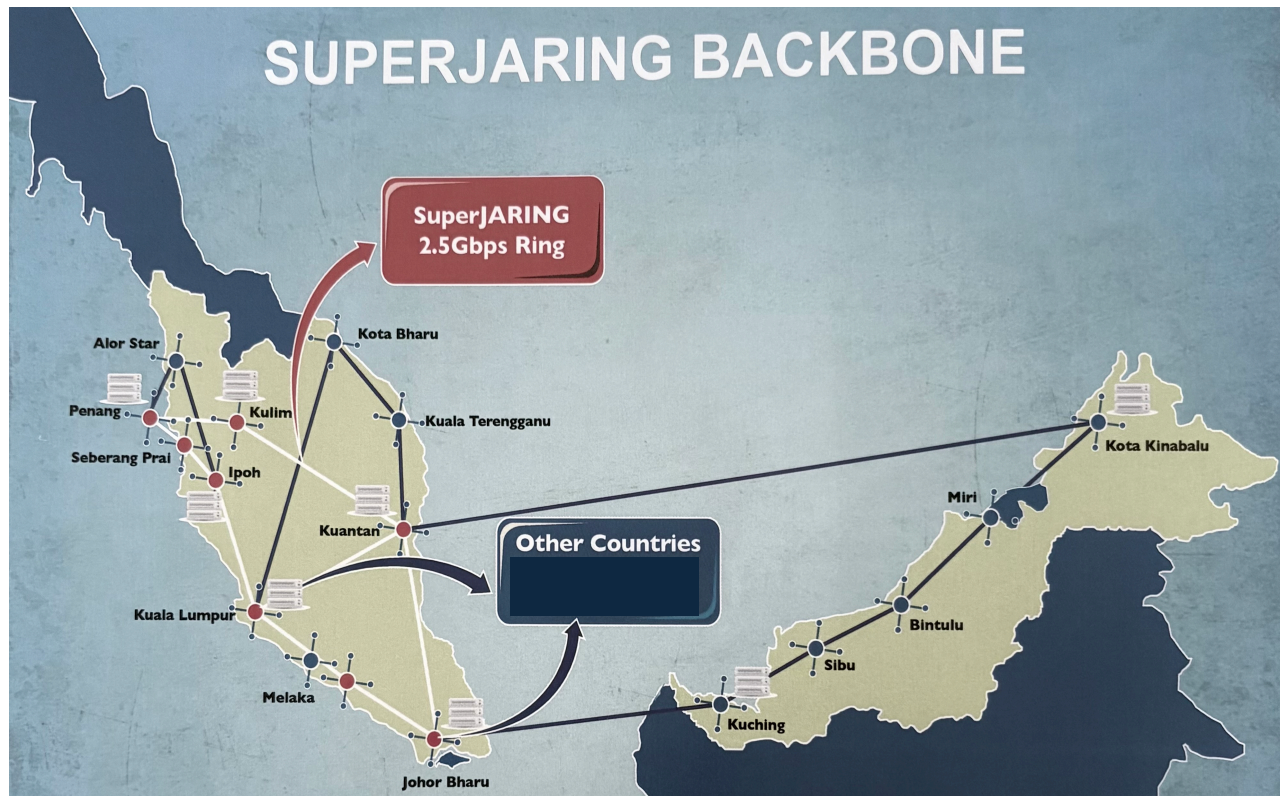 SUPERJARING BACKBONE
SuperJARING
2.5Gbps Ring
Kota Bharu
Alor Star
Penang
Kulim
Kuala Terengganu
Seberang Prai
Ipoh
Kota Kinabalu
Miri
Kuantan
Other Countries
Kuala Lumpur
Bintulu
Sibu
Melaka
Kuching
Johor Bharu